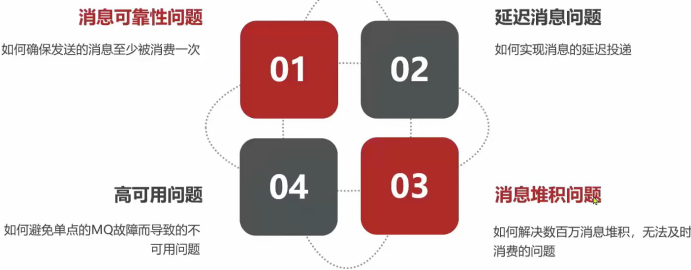 消息可靠性问题
如何确保发送的消息至少被消费一次
01
02
延迟消息问题
如何实现消息的延迟投递
高可用问题
如何避免单点的MQ故障而导致的不
可用问题
04
03
消息堆积问题
如何解决数百万消息堆积，无法及时
消费的问题